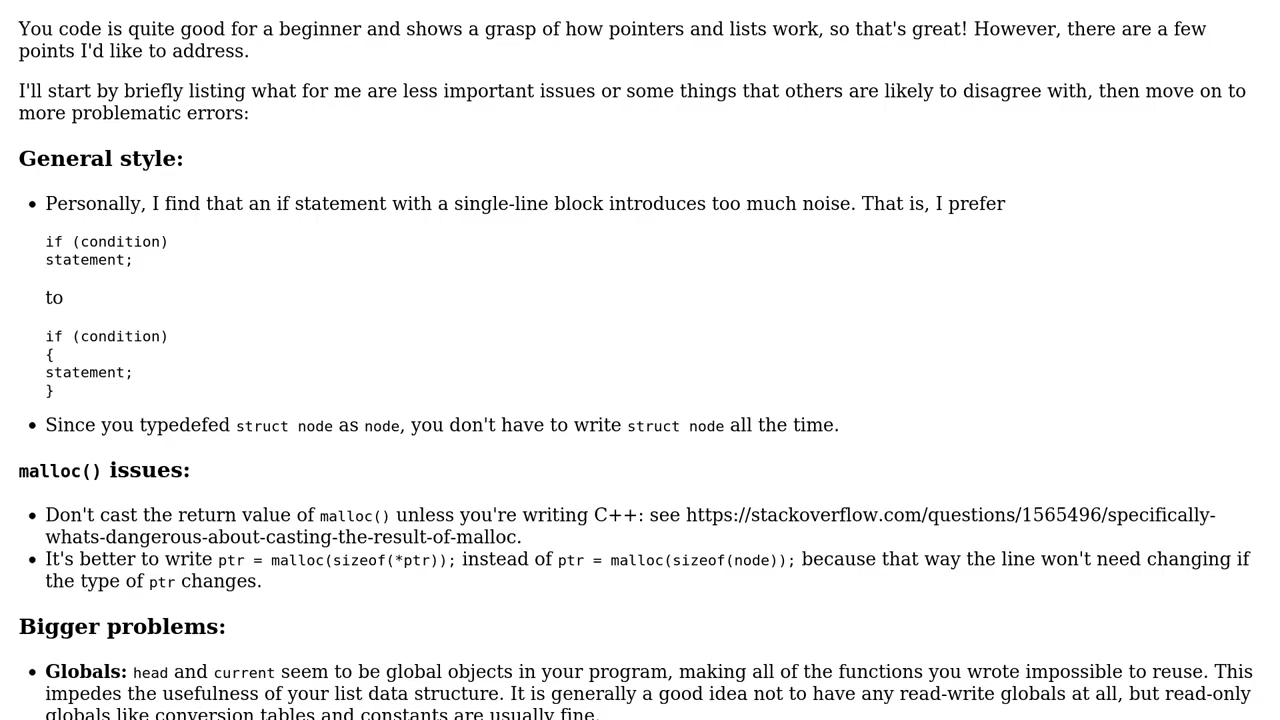 You code is quite good for a beginner and shows a grasp of how pointers and lists work, so that's great! However, there are a few
points I'd like to address.
I'll start by briefly listing what for me are less important issues or some things that others are likely to disagree with, then move on to
more problematic errors:
General style:
• Personally, I find that an if statement with a single-line block introduces too much noise. That is, I prefer
if (condition)
statement;
to
if (condition)
{
statement;
}
• Since you typedefed struct node as node, you don't have to write struct node all the time.
malloc() issues:
• Don't cast the return value of malloc() unless you're writing C++: see https://stackoverflow.com/questions/1565496/specifically-
whats-dangerous-about-casting-the-result-of-malloc.
• It's better to write ptr = malloc(sizeof(*ptr)); instead of ptr = malloc(sizeof(node)); because that way the line won't need changing if
the type of ptr changes.
Bigger problems:
• Globals: head and current seem to be global objects in your program, making all of the functions you wrote impossible to reuse. This
impedes the usefulness of your list data structure. It is generally a good idea not to have any read-write globals at all, but read-only
globals like conversion tables and constants are usually fine.